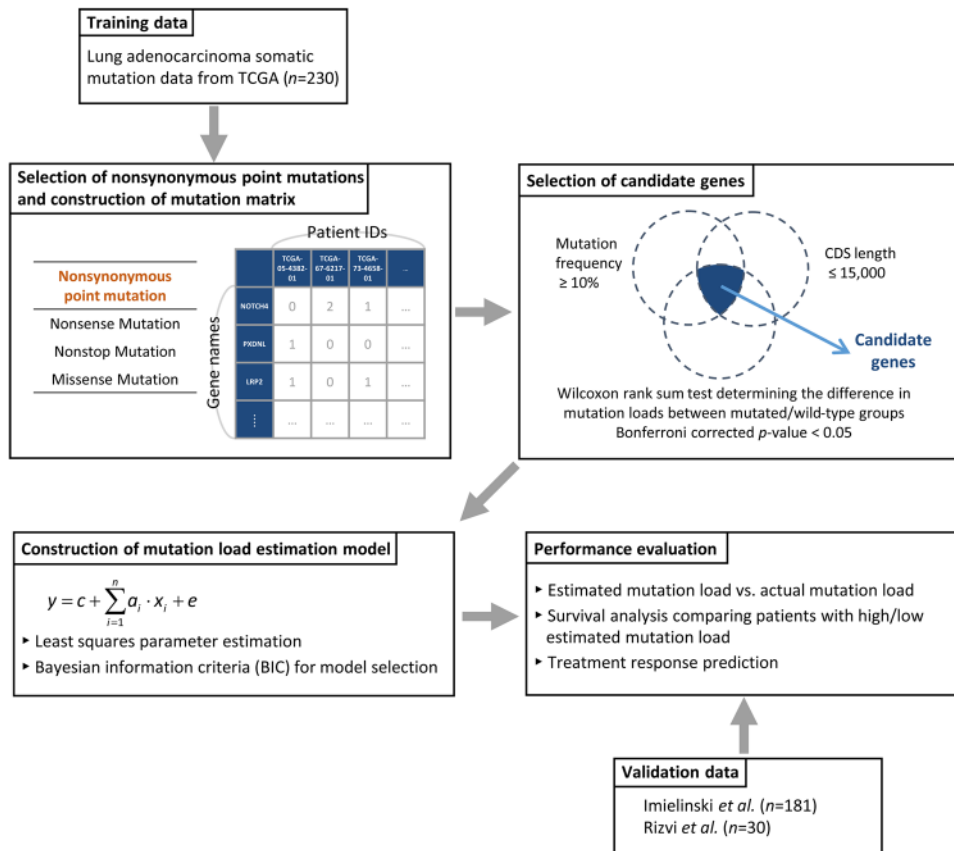 Training data
Lung adenocarcinoma somatic
mutation data from TCGA (n=230)
Selection of nonsynonymous point mutations
and construction of mutation matrix
Nonsynonymous
point mutation
Nonsense Mutation
Nonstop Mutation
Missense Mutation
Patient IDs
Gene names
TCGA-05-4382-01 TCGA-67-6217-01 TCGA-73-4658-01 ...
NOTCH4 0 2 1 ...
PXDNL 1 0 0 ...
LRP2 1 0 1 ...
... ... ... ... ...
Selection of candidate genes
Mutation
frequency
≥ 10%
CDS length
≤ 15,000
Candidate
genes
Wilcoxon rank sum test determining the difference in
mutation loads between mutated/wild-type groups
Bonferroni corrected p-value < 0.05
Construction of mutation load estimation model
y = c + ∑_{i=1}^{n} a_i · x_i + e
▸ Least squares parameter estimation
▸ Bayesian information criteria (BIC) for model selection
Performance evaluation
▸ Estimated mutation load vs. actual mutation load
▸ Survival analysis comparing patients with high/low
estimated mutation load
▸ Treatment response prediction
Validation data
Imielinski et al. (n=181)
Rizvi et al. (n=30)